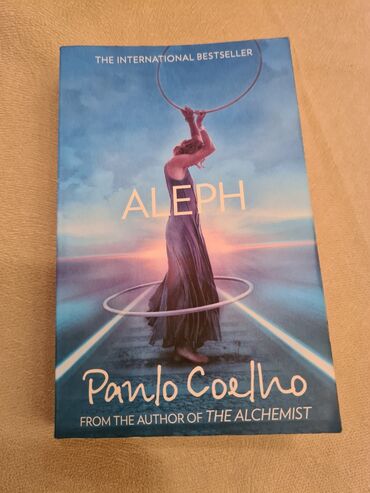 THE INTERNATIONAL BESTSELLER
ALEPH
Paulo Coelho
FROM THE AUTHOR OF THE ALCHEMIST